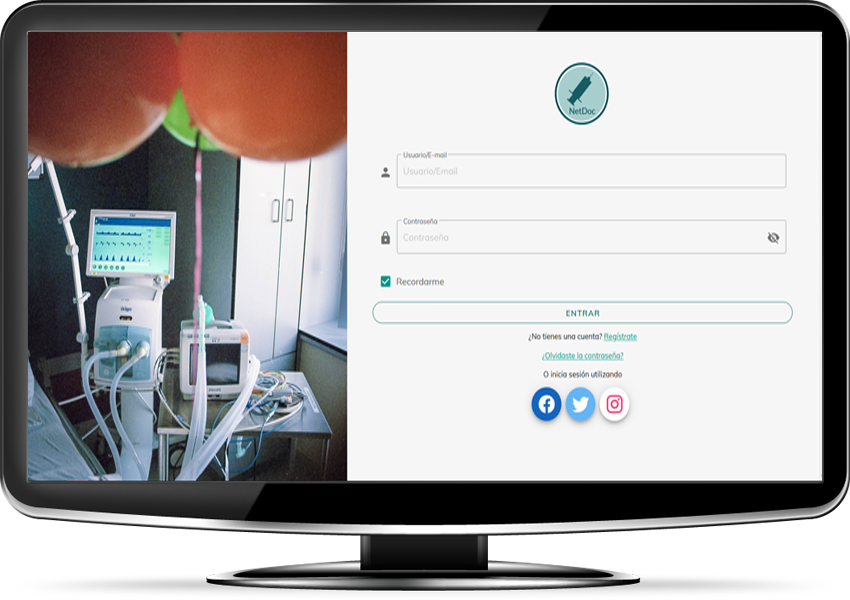 NetDoc
Usuario/E-mail
Usuario/Email
Contraseña
Contraseña
Recordarme
ENTRAR
¿No tienes una cuenta? Regístrate
¿Olvidaste la contraseña?
O inicia sesión utilizando
Dräger